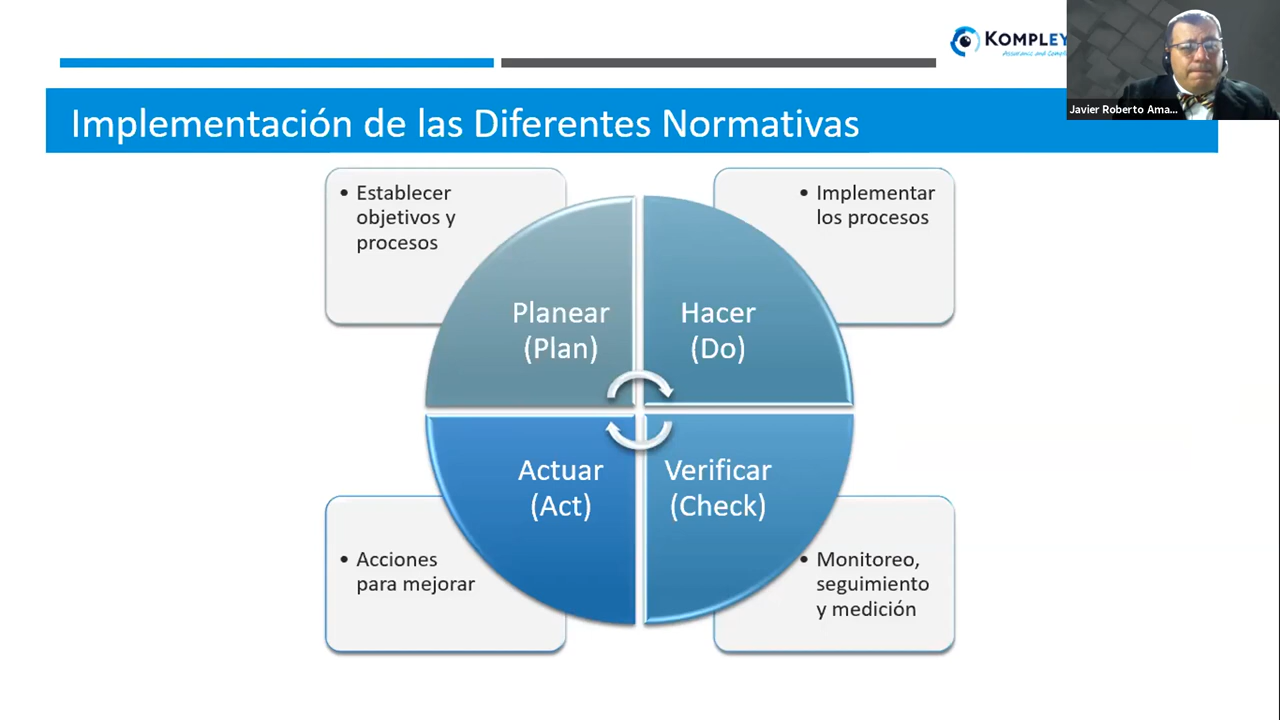 KOMPLEY
Javier Roberto Ama...
Implementación de las Diferentes Normativas
• Establecer
objetivos y
procesos
• Implementar
los procesos
Planear
(Plan)
Hacer
(Do)
Actuar
(Act)
Verificar
(Check)
• Acciones
para mejorar
• Monitoreo,
seguimiento
y medición